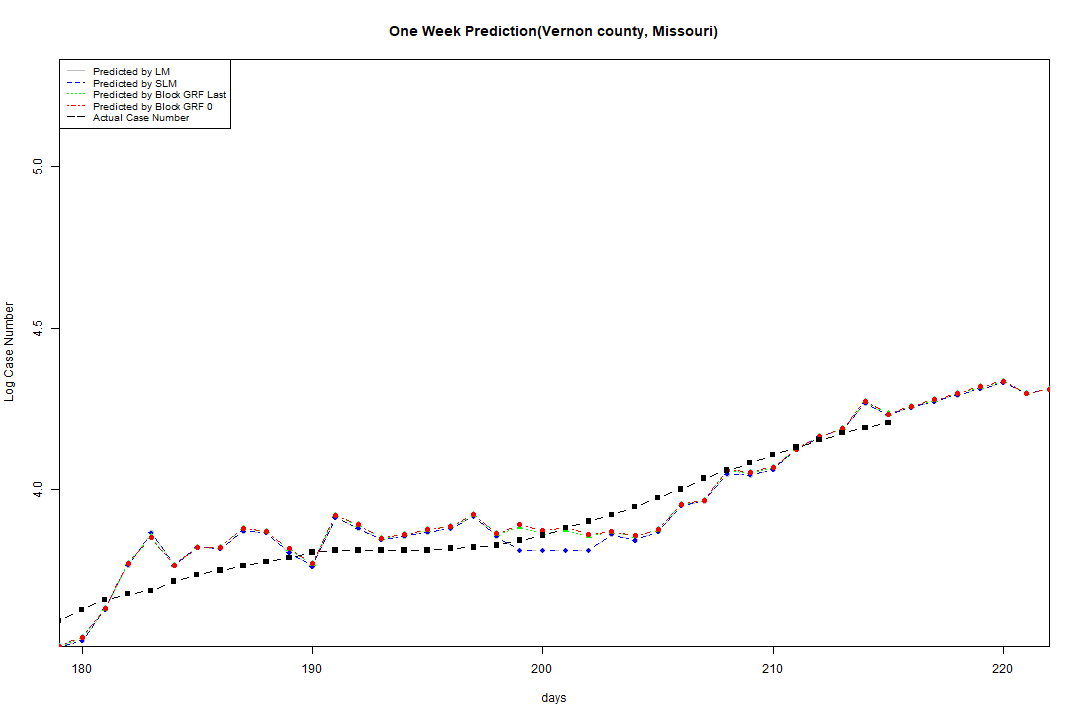 One Week Prediction(Vernon county, Missouri)
Predicted by LM
Predicted by SLM
Predicted by Block GRF Last
Predicted by Block GRF 0
Actual Case Number
5.0
4.5
4.0
Log Case Number
180 190 200 210 220
days